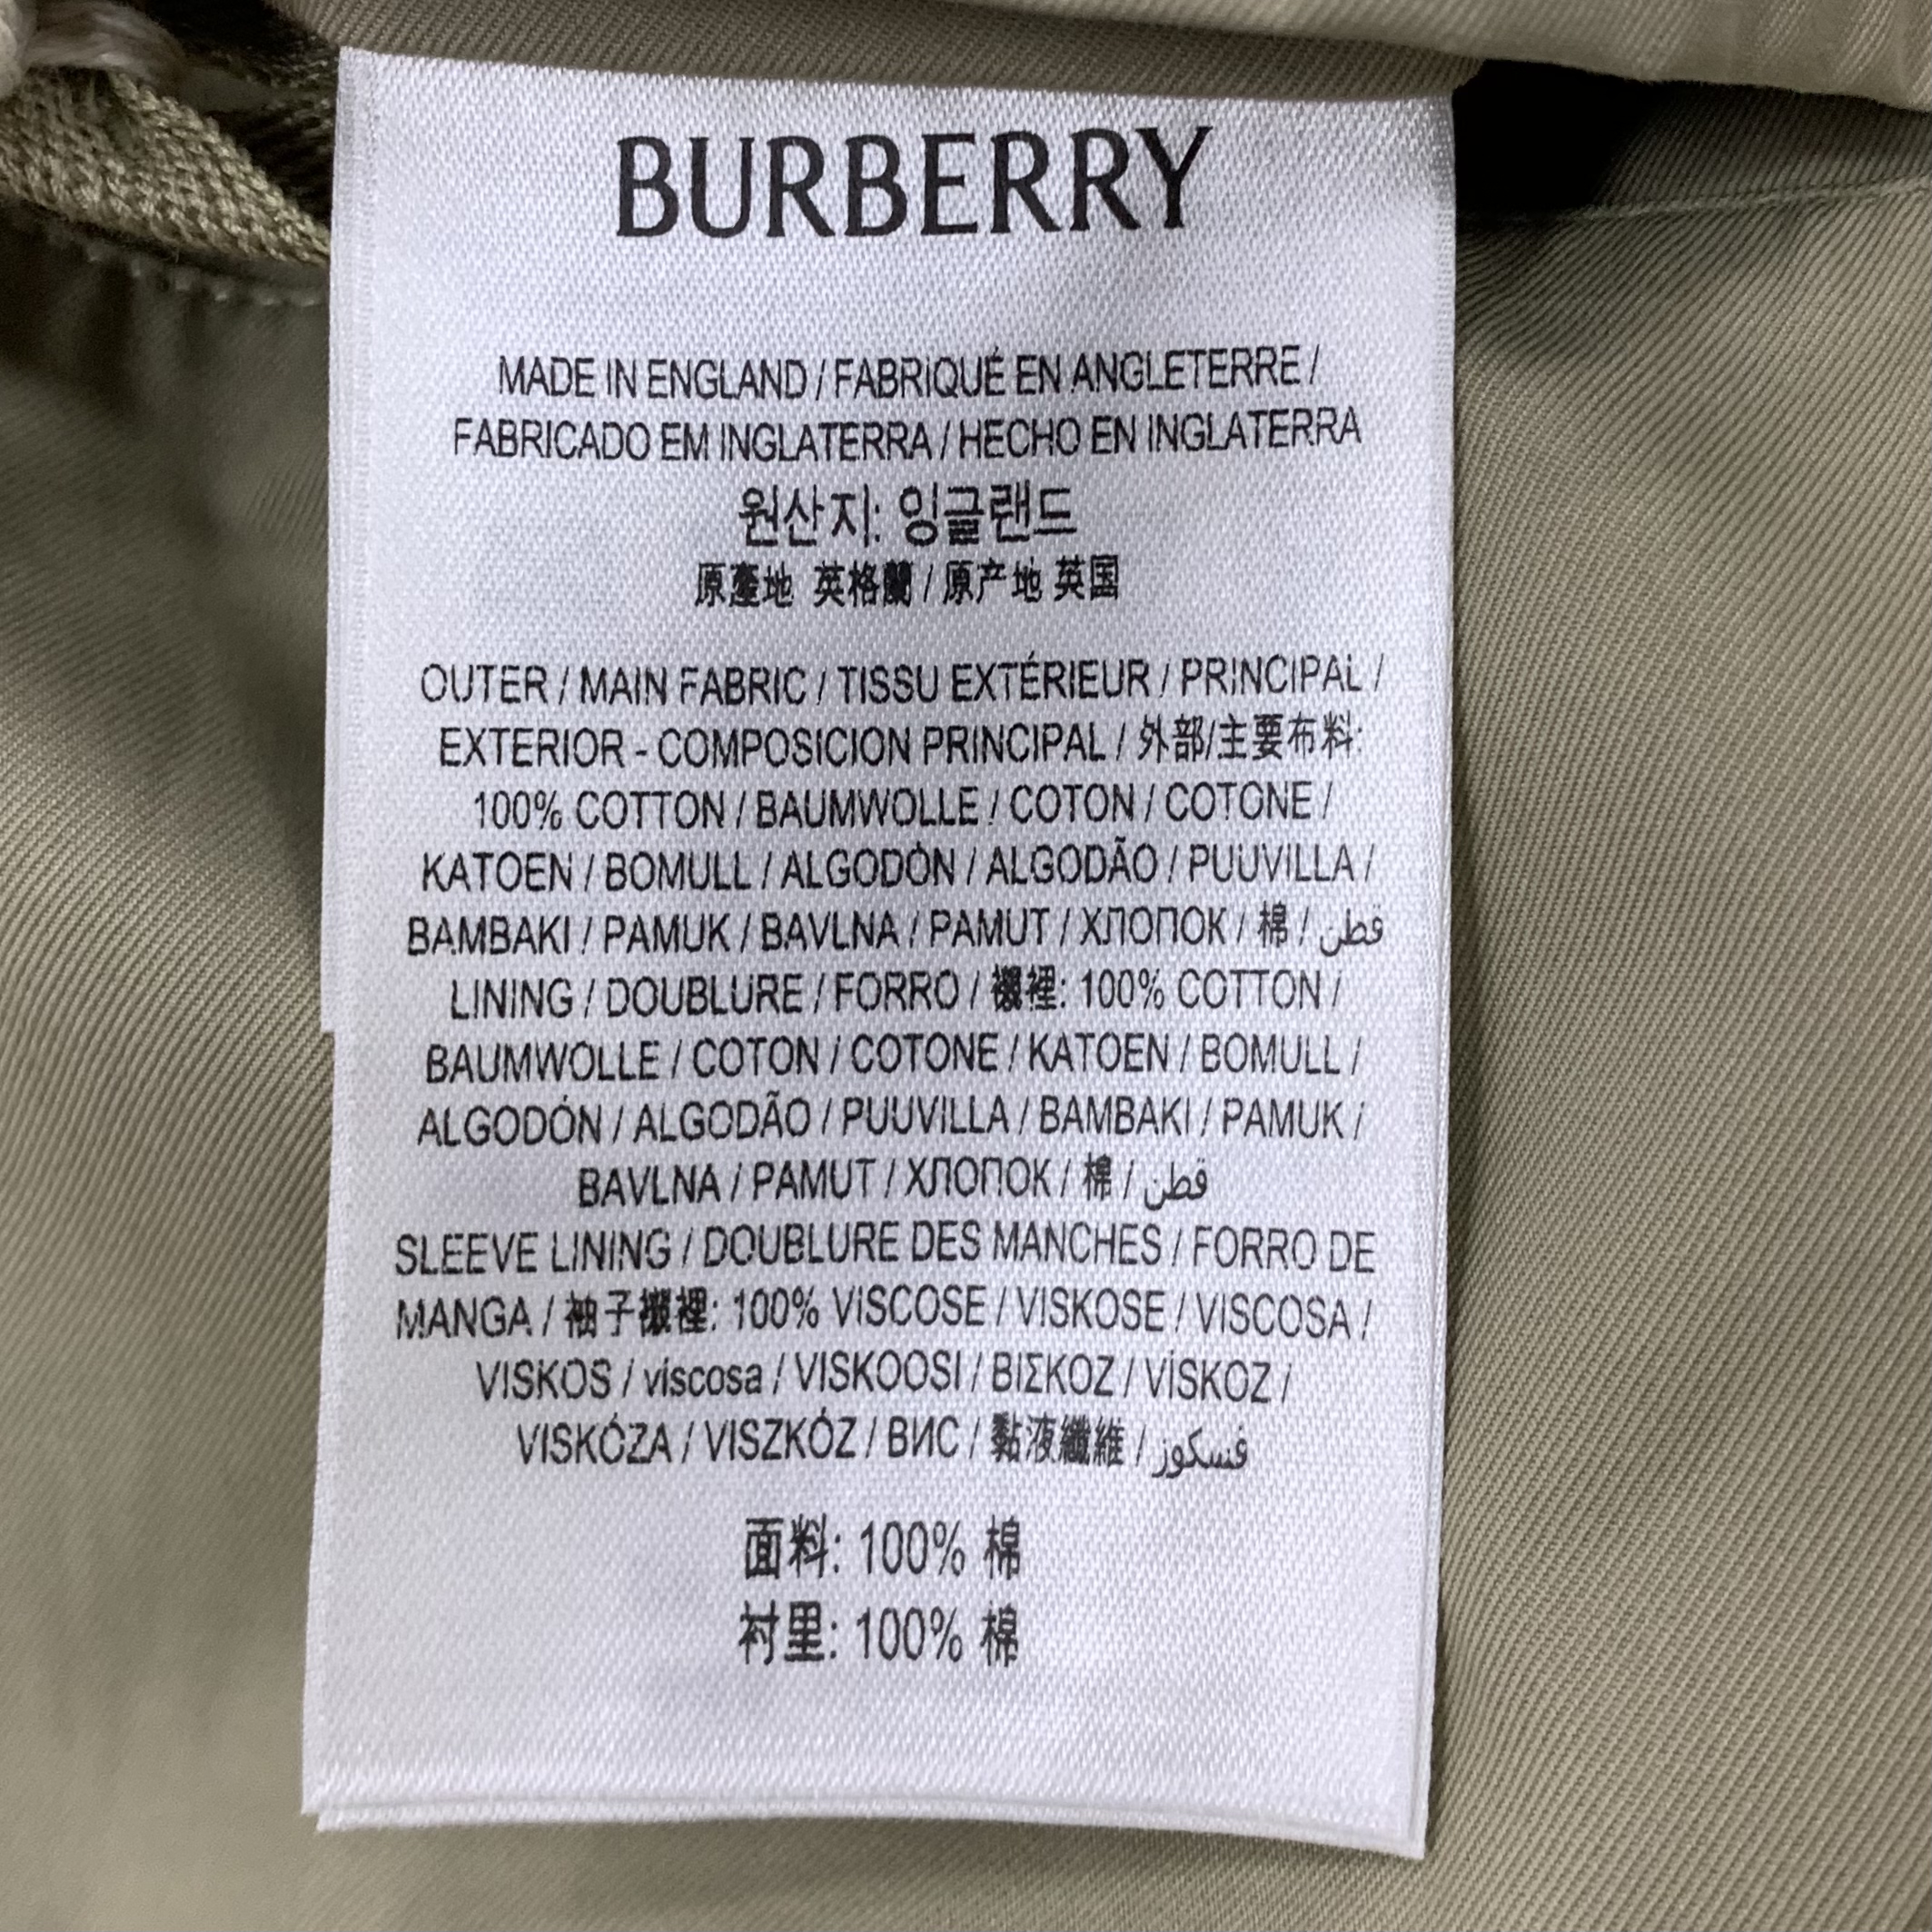 BURBERRY
MADE IN ENGLAND / FABRIQUÉ EN ANGLETERRE /
FABRICADO EM INGLATERRA / HECHO EN INGLATERRA
원산지: 잉글랜드
原產地 英格蘭 / 原产地 英国
OUTER / MAIN FABRIC / TISSU EXTÉRIEUR / PRINCIPAL /
EXTERIOR - COMPOSICION PRINCIPAL / 外部/主要布料:
100% COTTON / BAUMWOLLE / COTON / COTONE /
KATOEN / BOMULL / ALGODÓN / ALGODÃO / PUUVILLA /
BAMBAKI / PAMUK / BAVLNA / PAMUT / ХЛОПОК / 棉 / قطن
LINING / DOUBLURE / FORRO / 襯裡: 100% COTTON /
BAUMWOLLE / COTON / COTONE / KATOEN / BOMULL /
ALGODÓN / ALGODÃO / PUUVILLA / BAMBAKI / PAMUK /
BAVLNA / PAMUT / ХЛОПОК / 棉 / قطن
SLEEVE LINING / DOUBLURE DES MANCHES / FORRO DE
MANGA / 袖子襯裡: 100% VISCOSE / VISKOSE / VISCOSA /
VISKOS / viscosa / VISKOOSI / ΒΙΣΚΟΖ / VİSKOZ /
VISKÓZA / VISZKÓZ / ВИС / 黏液纖維 / فسكوز
面料: 100% 棉
衬里: 100% 棉